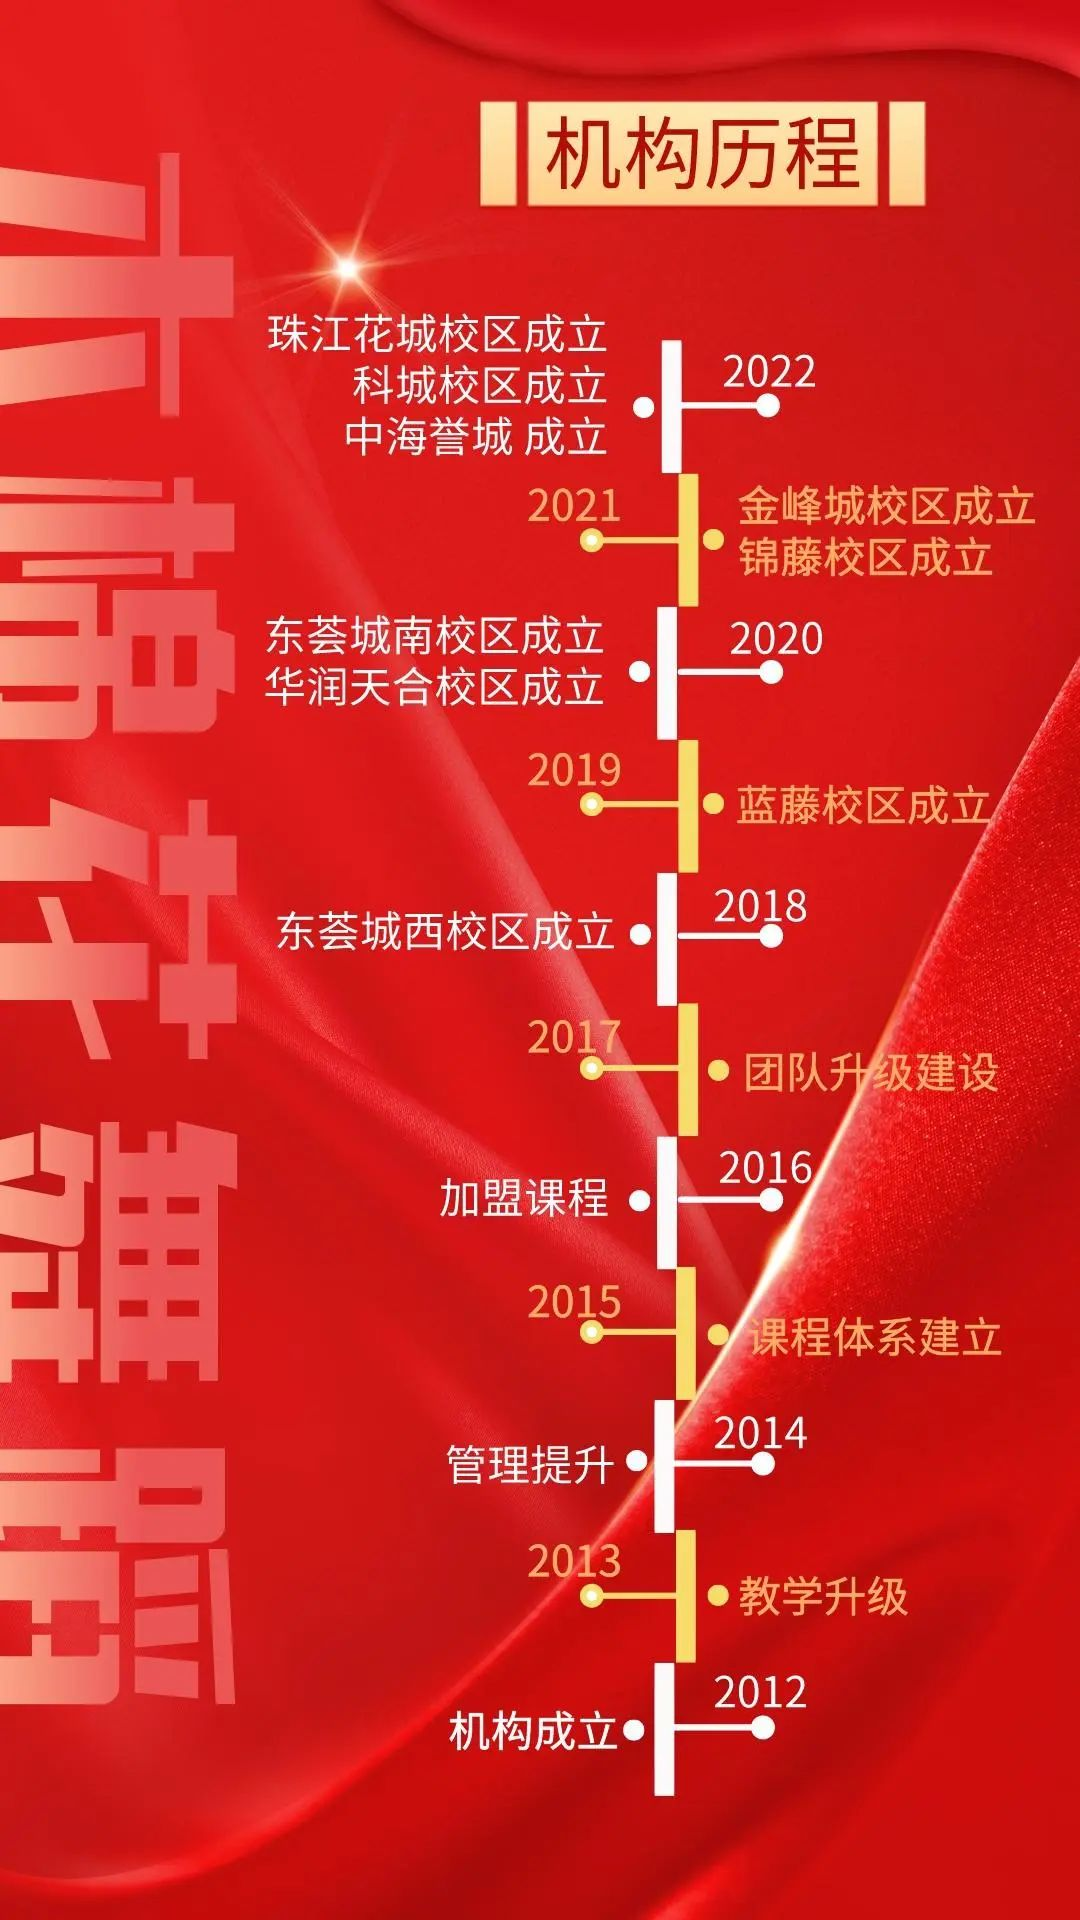 机构历程
珠江花城校区成立
科城校区成立
中海誉城 成立
2022
2021
金峰城校区成立
锦藤校区成立
东荟城南校区成立
华润天合校区成立
2020
2019
蓝藤校区成立
东荟城西校区成立
2018
2017
团队升级建设
加盟课程
2016
2015
课程体系建立
管理提升
2014
2013
教学升级
机构成立
2012